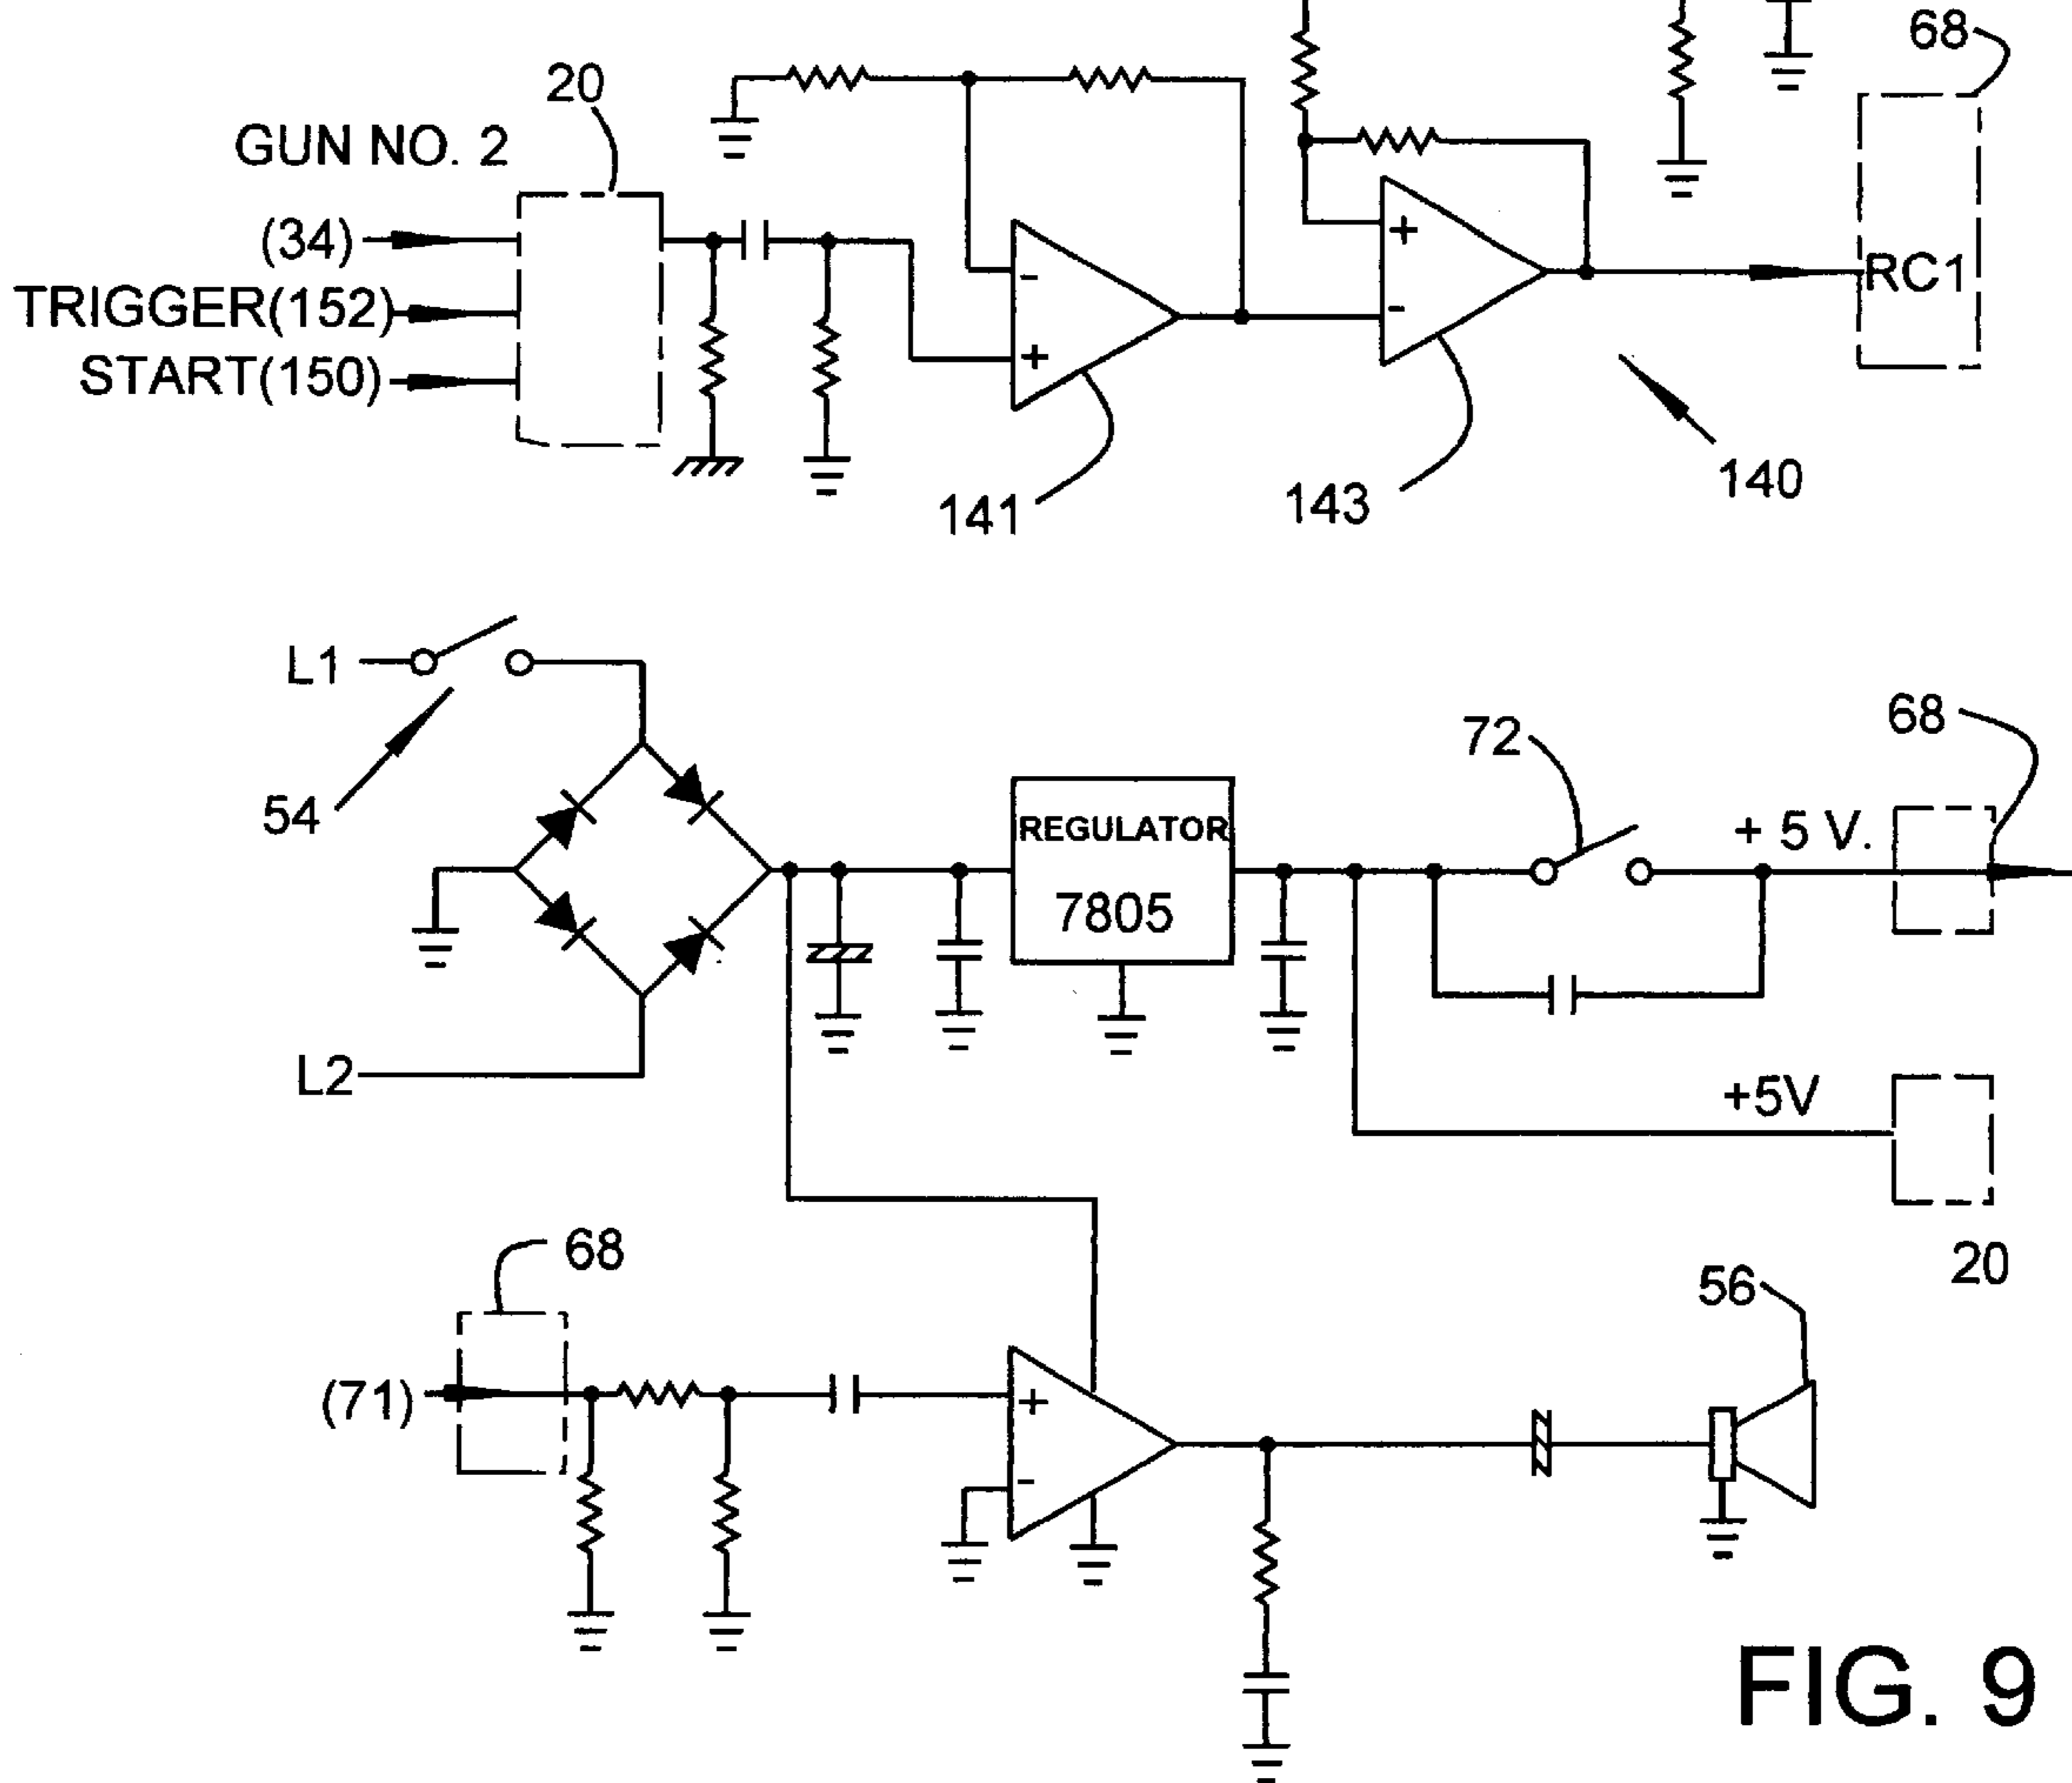 68
20
GUN NO. 2
(34)
TRIGGER(152)
START(150)
-
+
+
-
RC1
141
143
140
L1
54
L2
REGULATOR
7805
72
+ 5 V.
68
+5V
20
68
(71)
+
-
56
FIG. 9